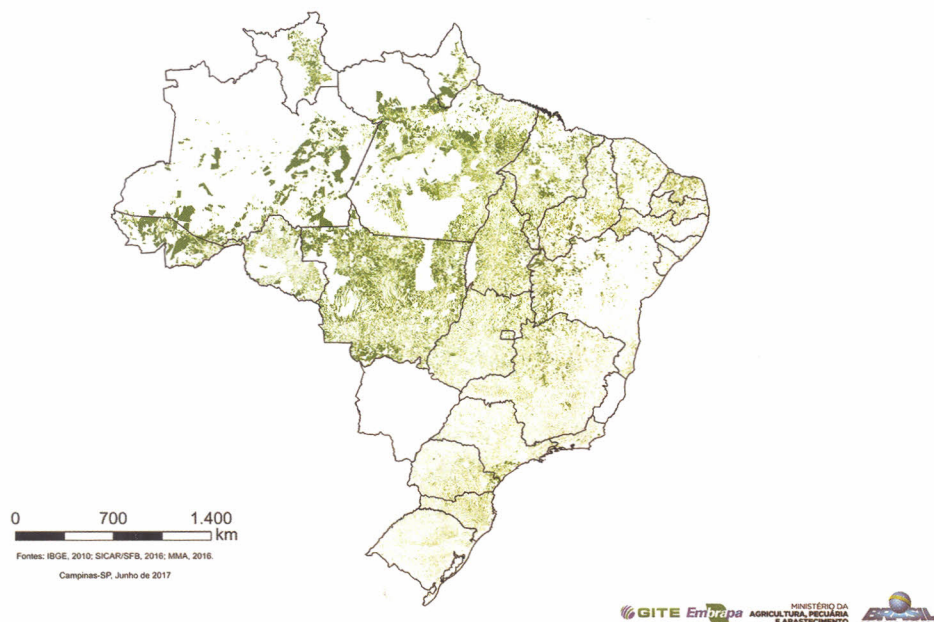 0 700 1.400
km
Fontes: IBGE, 2010; SICAR/SFB, 2016; MMA, 2016.
Campinas-SP, Junho de 2017
GITE Embrapa MINISTÉRIO DA
AGRICULTURA, PECUÁRIA
E ABASTECIMENTO
BRASIL